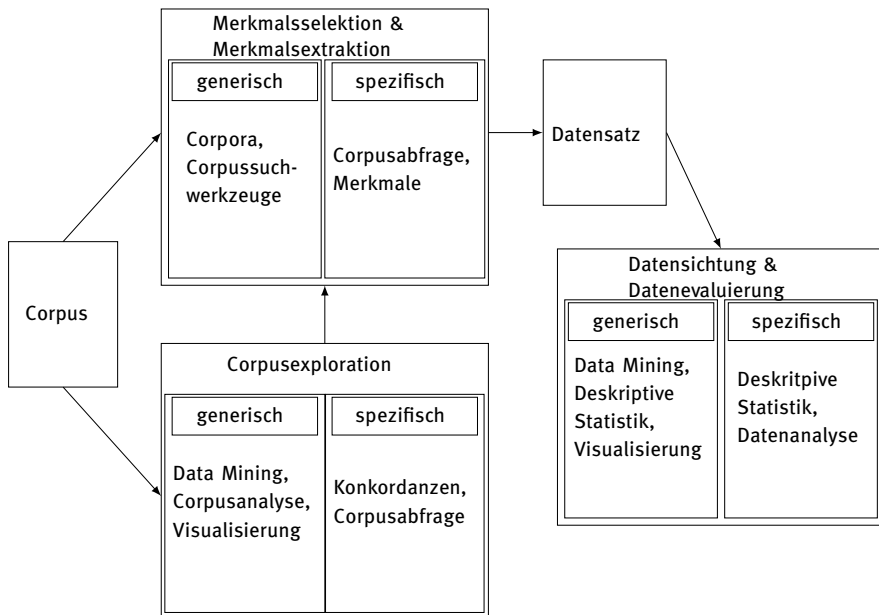 Merkmalsselektion &
Merkmalsextraktion
generisch
spezifisch
Corpora,
Corpussuch-
werkzeuge
Corpusabfrage,
Merkmale
Datensatz
Corpus
Datensichtung &
Datenevaluierung
generisch
spezifisch
Data Mining,
Deskriptive
Statistik,
Visualisierung
Deskritpive
Statistik,
Datenanalyse
Corpusexploration
generisch
spezifisch
Data Mining,
Corpusanalyse,
Visualisierung
Konkordanzen,
Corpusabfrage